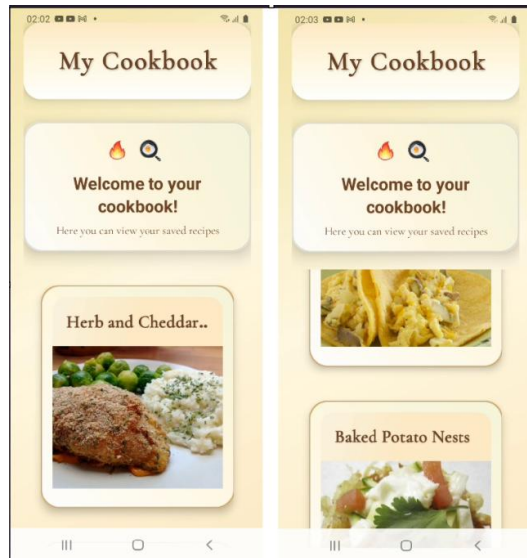 02:02
My Cookbook
Welcome to your
cookbook!
Here you can view your saved recipes
Herb and Cheddar..
02:03
My Cookbook
Welcome to your
cookbook!
Here you can view your saved recipes
Baked Potato Nests